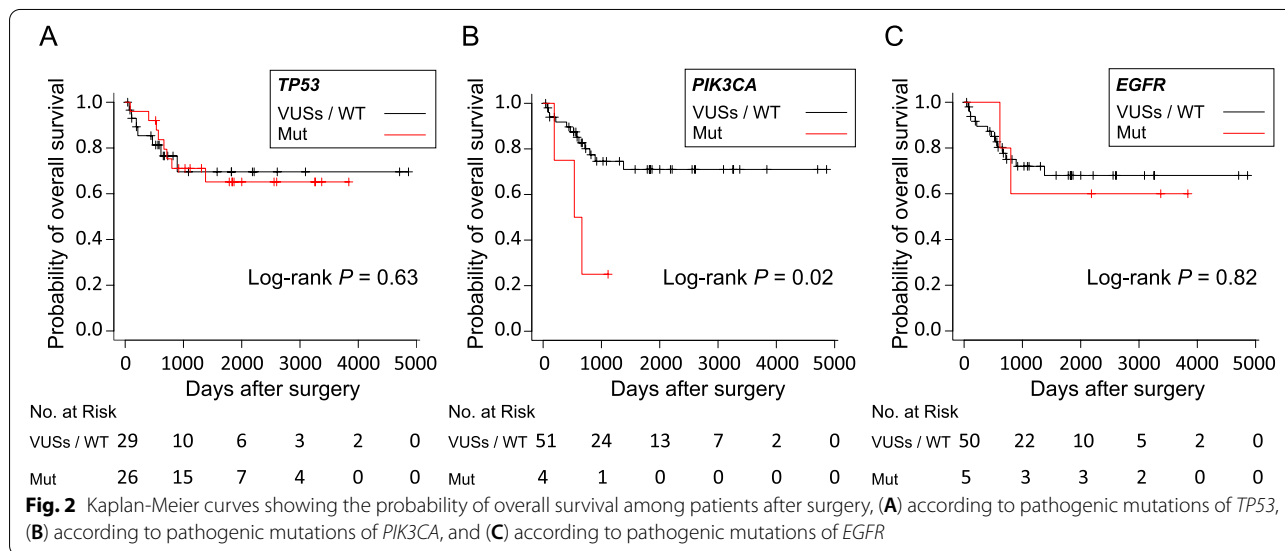 A
TP53
VUSs / WT
Mut
Probability of overall survival
1.0
0.8
0.6
0.4
0.2
0.0
Log-rank P = 0.63
0 1000 2000 3000 4000 5000
Days after surgery
No. at Risk
VUSs / WT 29 10 6 3 2 0
Mut 26 15 7 4 0 0
B
PIK3CA
VUSs / WT
Mut
Probability of overall survival
1.0
0.8
0.6
0.4
0.2
0.0
Log-rank P = 0.02
0 1000 2000 3000 4000 5000
Days after surgery
No. at Risk
VUSs / WT 51 24 13 7 2 0
Mut 4 1 0 0 0 0
C
EGFR
VUSs / WT
Mut
Probability of overall survival
1.0
0.8
0.6
0.4
0.2
0.0
Log-rank P = 0.82
0 1000 2000 3000 4000 5000
Days after surgery
No. at Risk
VUSs / WT 50 22 10 5 2 0
Mut 5 3 3 2 0 0
Fig. 2 Kaplan-Meier curves showing the probability of overall survival among patients after surgery, (A) according to pathogenic mutations of TP53,
(B) according to pathogenic mutations of PIK3CA, and (C) according to pathogenic mutations of EGFR